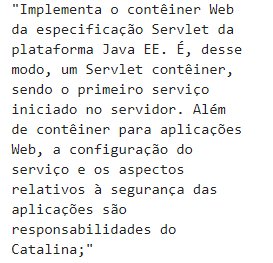 "Implementa o contêiner Web
da especificação Servlet da
plataforma Java EE. É, desse
modo, um Servlet contêiner,
sendo o primeiro serviço
iniciado no servidor. Além
de contêiner para aplicações
Web, a configuração do
serviço e os aspectos
relativos à segurança das
aplicações são
responsabilidades do
Catalina;"